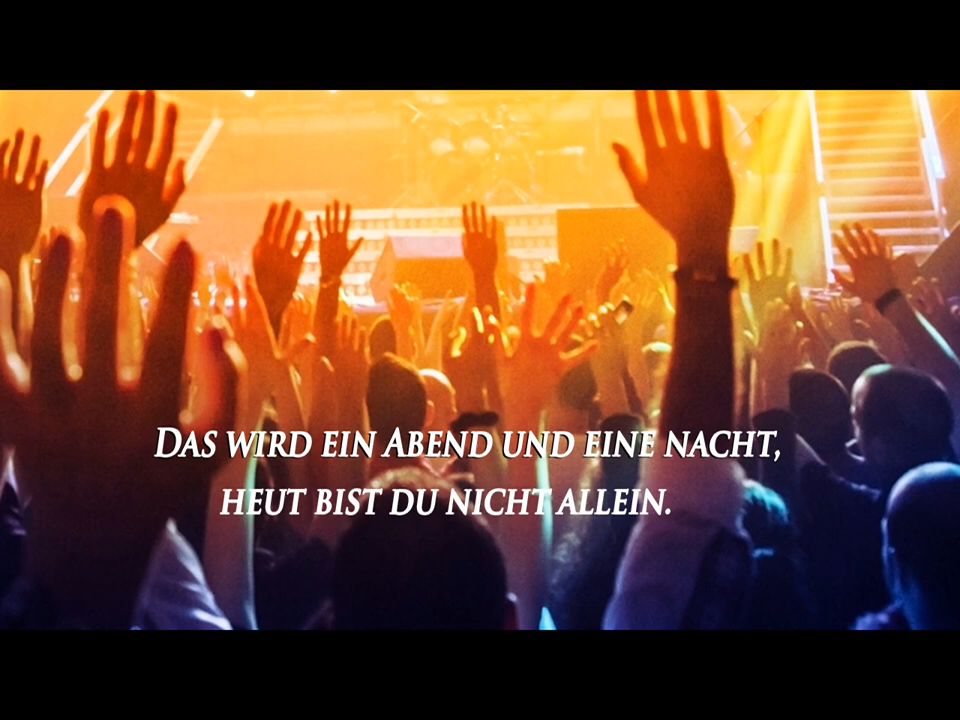 Das wird ein Abend und eine nacht,
heut bist du nicht allein.